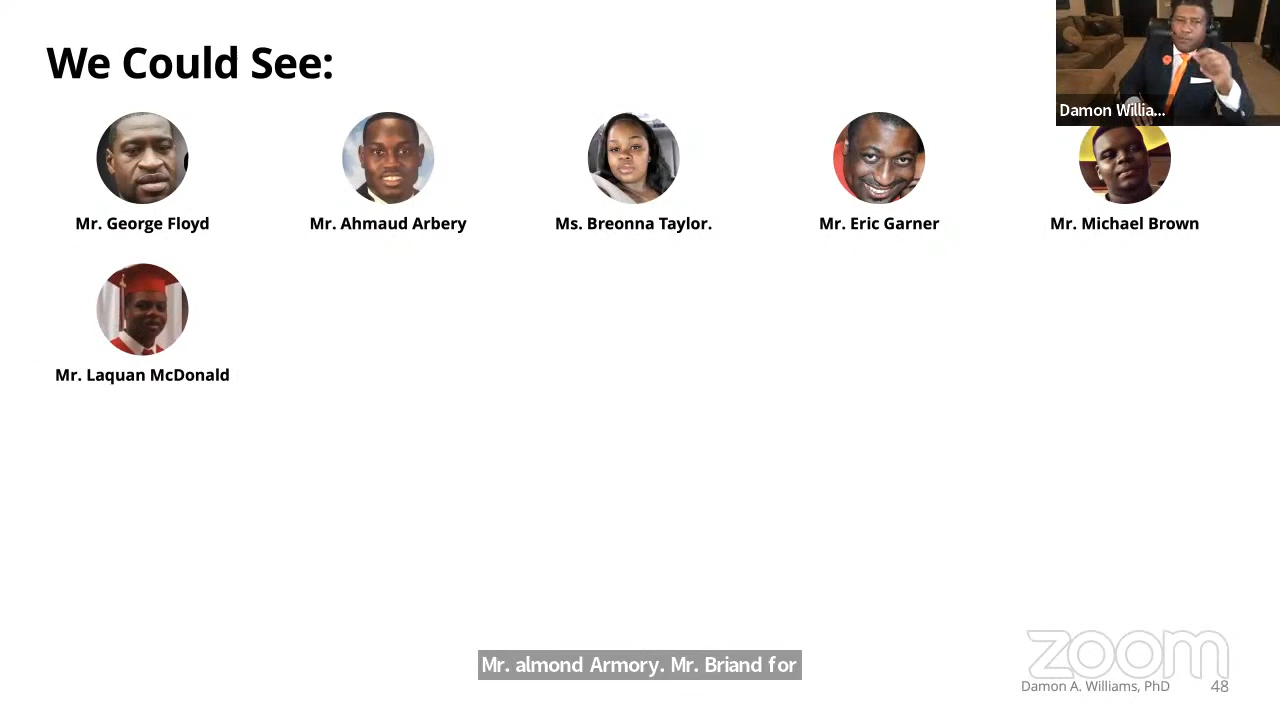 We Could See:
Damon Willia...
Mr. George Floyd
Mr. Ahmaud Arbery
Ms. Breonna Taylor.
Mr. Eric Garner
Mr. Michael Brown
Mr. Laquan McDonald
Mr. almond Armory. Mr. Briand for
zoom
Damon A. Williams, PhD
48